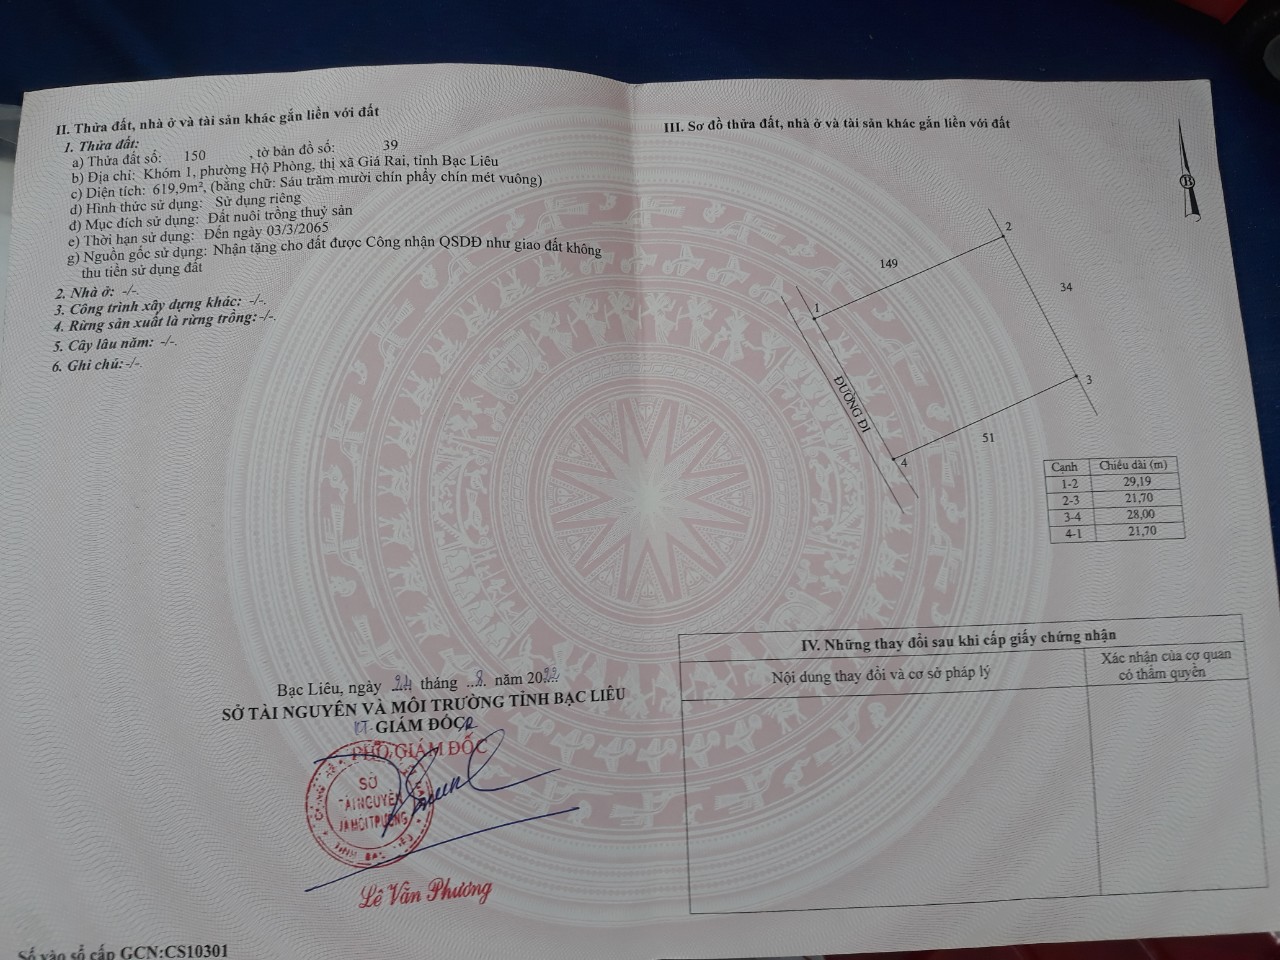 II. Thửa đất, nhà ở và tài sản khác gắn liền với đất
1. Thửa đất:
a) Thửa đất số: 150 , tờ bản đồ số: 39
b) Địa chỉ: Khóm 1, phường Hộ Phòng, thị xã Giá Rai, tỉnh Bạc Liêu
c) Diện tích: 619,9m², (bằng chữ: Sáu trăm mười chín phẩy chín mét vuông)
d) Hình thức sử dụng: Sử dụng riêng
đ) Mục đích sử dụng: Đất nuôi trồng thuỷ sản
e) Thời hạn sử dụng: Đến ngày 03/3/2065
g) Nguồn gốc sử dụng: Nhận tặng cho đất được Công nhận QSDĐ như giao đất không
thu tiền sử dụng đất
2. Nhà ở: -/-.
3. Công trình xây dựng khác: -/-.
4. Rừng sản xuất là rừng trồng:-/-.
5. Cây lâu năm: -/-.
6. Ghi chú:-/-.
Bạc Liêu, ngày 24 tháng ..8. năm 2022
SỞ TÀI NGUYÊN VÀ MÔI TRƯỜNG TỈNH BẠC LIÊU
KT. GIÁM ĐỐC
PHÓ GIÁM ĐỐC
SỞ
TÀI NGUYÊN
VÀ MÔI TRƯỜNG
Lê Văn Phương
Số vào sổ cấp GCN:CS10301
III. Sơ đồ thửa đất, nhà ở và tài sản khác gắn liền với đất
B
2
149
34
1
ĐƯỜNG ĐI
3
51
4
Cạnh Chiều dài (m)
1-2 29,19
2-3 21,70
3-4 28,00
4-1 21,70
IV. Những thay đổi sau khi cấp giấy chứng nhận
Nội dung thay đổi và cơ sở pháp lý
Xác nhận của cơ quan
có thẩm quyền